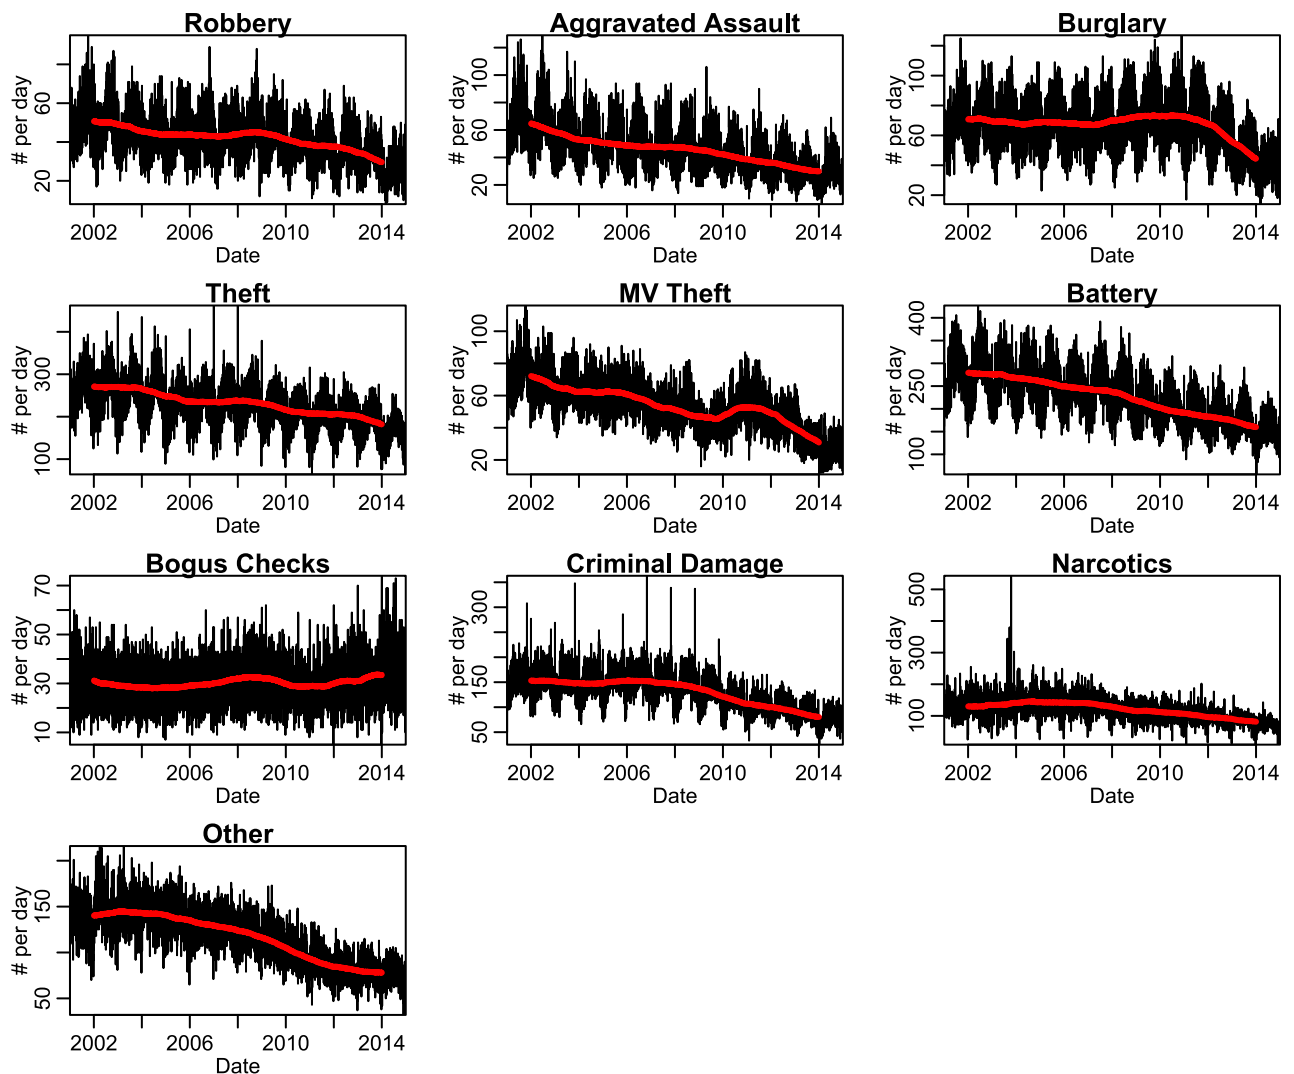 Robbery
# per day
60
20
2002 2006 2010 2014
Date
Aggravated Assault
# per day
100
60
20
2002 2006 2010 2014
Date
Burglary
# per day
100
60
20
2002 2006 2010 2014
Date
Theft
# per day
300
100
2002 2006 2010 2014
Date
MV Theft
# per day
100
60
20
2002 2006 2010 2014
Date
Battery
# per day
400
250
100
2002 2006 2010 2014
Date
Bogus Checks
# per day
70
50
30
10
2002 2006 2010 2014
Date
Criminal Damage
# per day
300
150
50
2002 2006 2010 2014
Date
Narcotics
# per day
500
300
100
2002 2006 2010 2014
Date
Other
# per day
150
50
2002 2006 2010 2014
Date